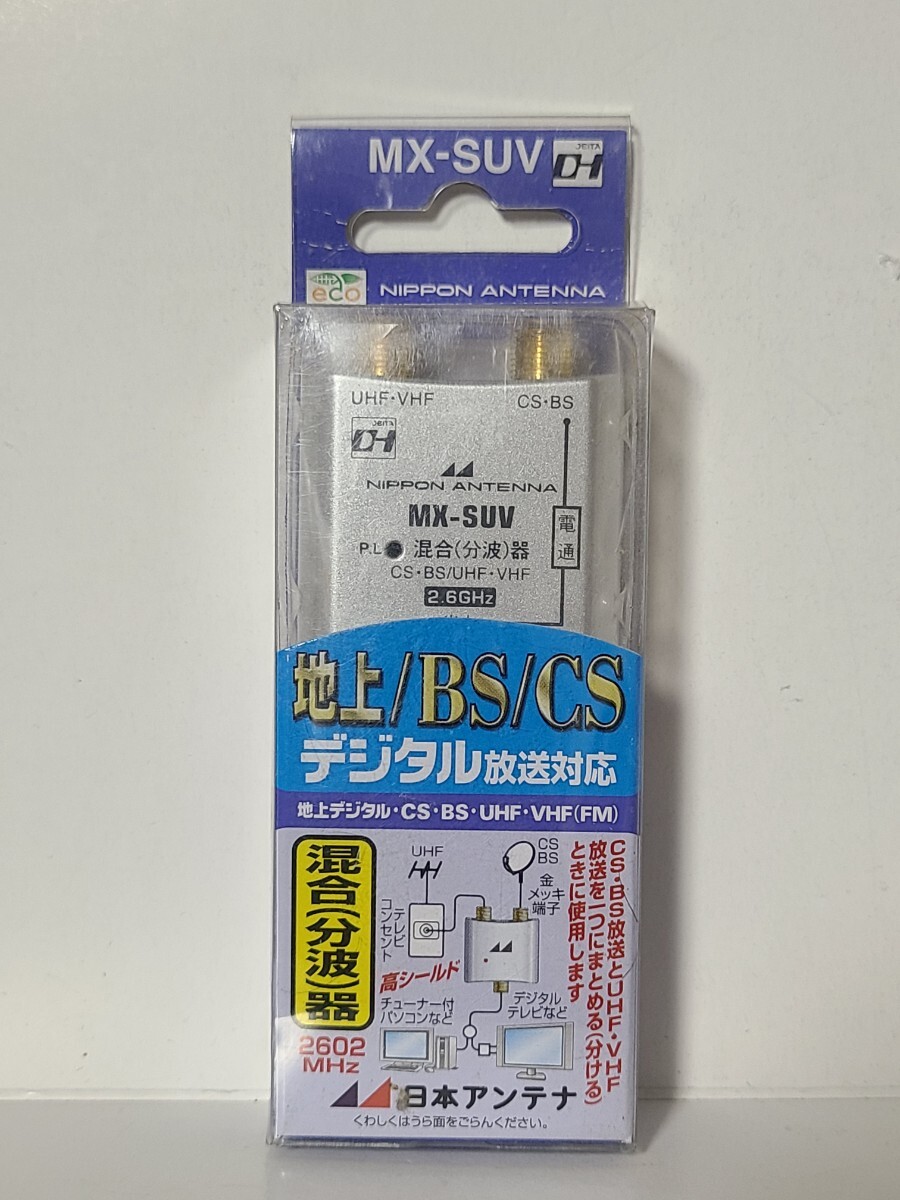 MX-SUV
JEITA
DH
eco
NIPPON ANTENNA
UHF・VHF
CS・BS
JEITA
DH
NIPPON ANTENNA
MX-SUV
P.L
混合(分波)器
電通
CS・BS/UHF・VHF
2.6GHz
地上/BS/CS
デジタル放送対応
地上デジタル・CS・BS・UHF・VHF(FM)
混合(分波)器
2602
MHz
UHF
CS
BS
テレビ
コンセント
金
メッキ
端子
高シールド
チューナー付
パソコンなど
デジタル
テレビなど
CS・BS放送とUHF・VHF
放送を一つにまとめる(分ける)
ときに使用します
日本アンテナ
くわしくはうら面をごらんください。